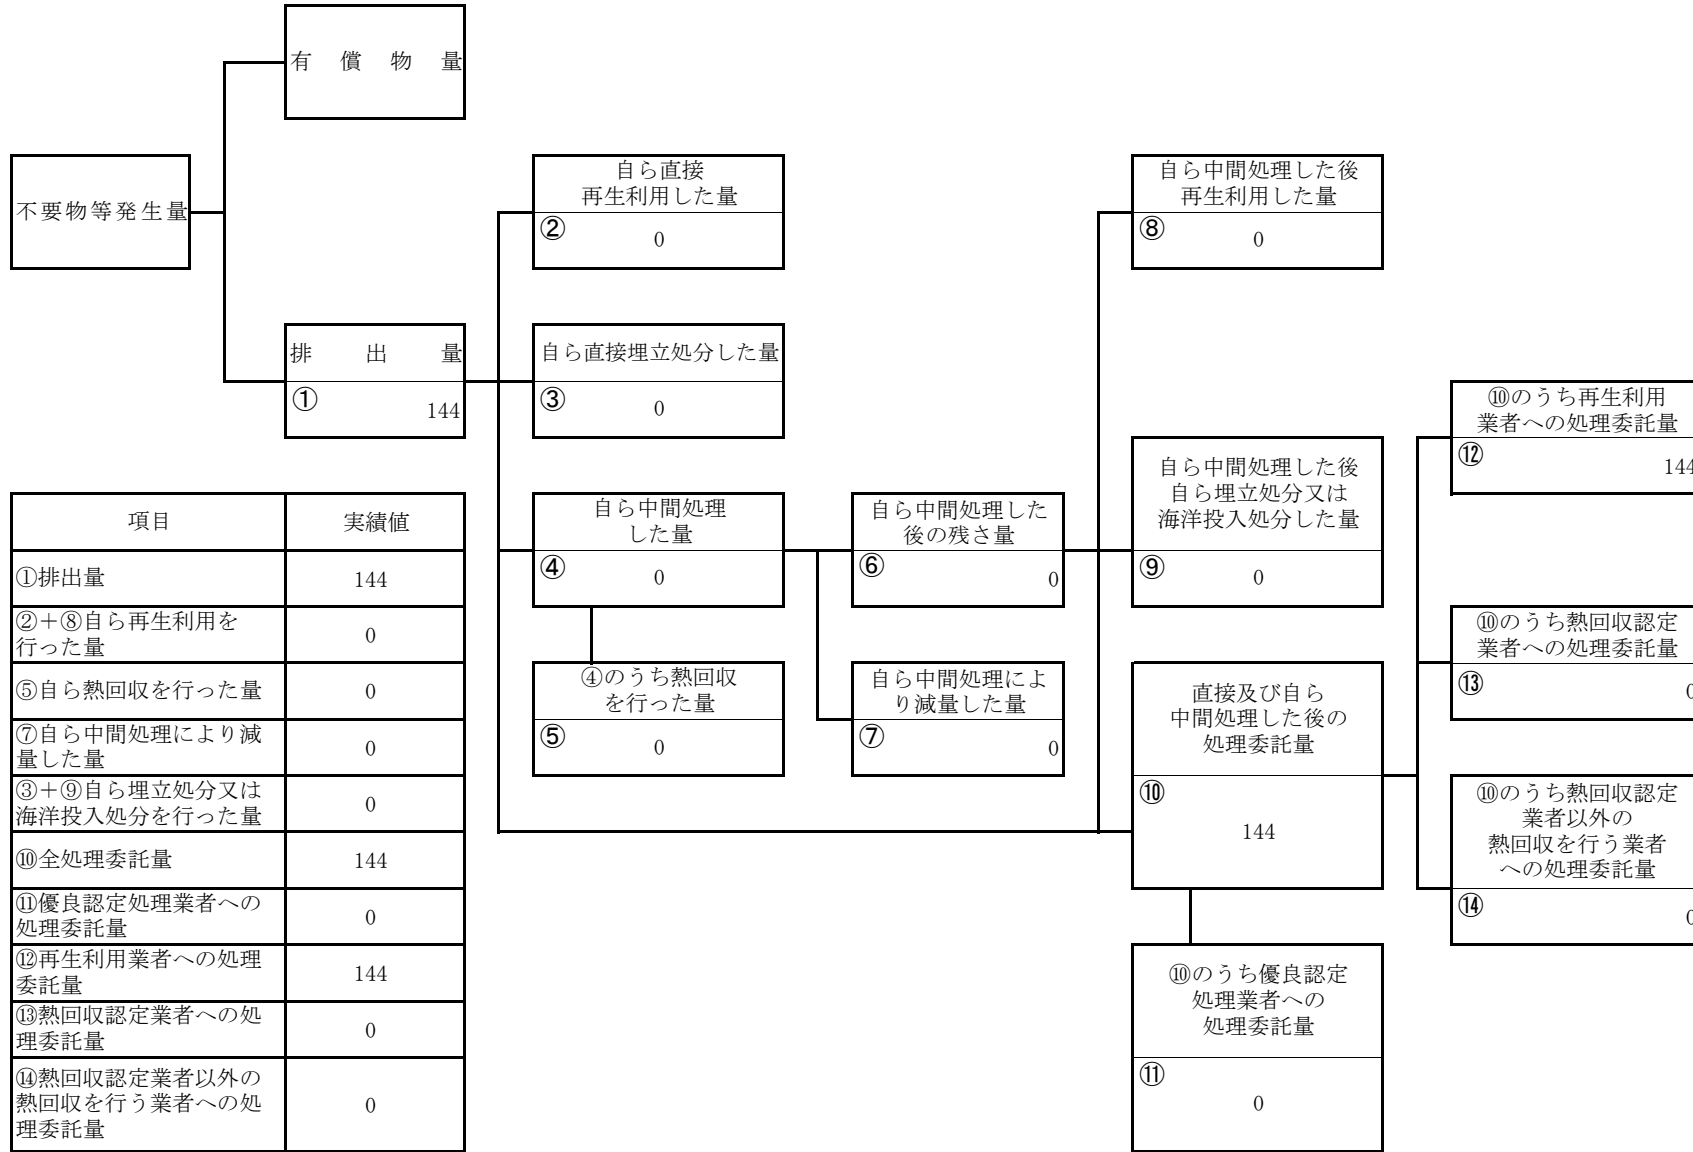 有償物量
不要物等発生量
自ら直接
再生利用した量
② 0
自ら中間処理した後
再生利用した量
⑧ 0
排出量
① 144
自ら直接埋立処分した量
③ 0
⑩のうち再生利用
業者への処理委託量
⑫ 144
自ら中間処理
した量
④ 0
自ら中間処理した
後の残さ量
⑥ 0
自ら中間処理した後
自ら埋立処分又は
海洋投入処分した量
⑨ 0
⑩のうち熱回収認定
業者への処理委託量
⑬ 0
④のうち熱回収
を行った量
⑤ 0
自ら中間処理によ
り減量した量
⑦ 0
直接及び自ら
中間処理した後の
処理委託量
⑩
144
⑩のうち熱回収認定
業者以外の
熱回収を行う業者
への処理委託量
⑭ 0
⑩のうち優良認定
処理業者への
処理委託量
⑪
0
項目 実績値
①排出量 144
②+⑧自ら再生利用を
行った量 0
⑤自ら熱回収を行った量 0
⑦自ら中間処理により減
量した量 0
③+⑨自ら埋立処分又は
海洋投入処分を行った量 0
⑩全処理委託量 144
⑪優良認定処理業者への
処理委託量 0
⑫再生利用業者への処理
委託量 144
⑬熱回収認定業者への処
理委託量 0
⑭熱回収認定業者以外の
熱回収を行う業者への処
理委託量 0